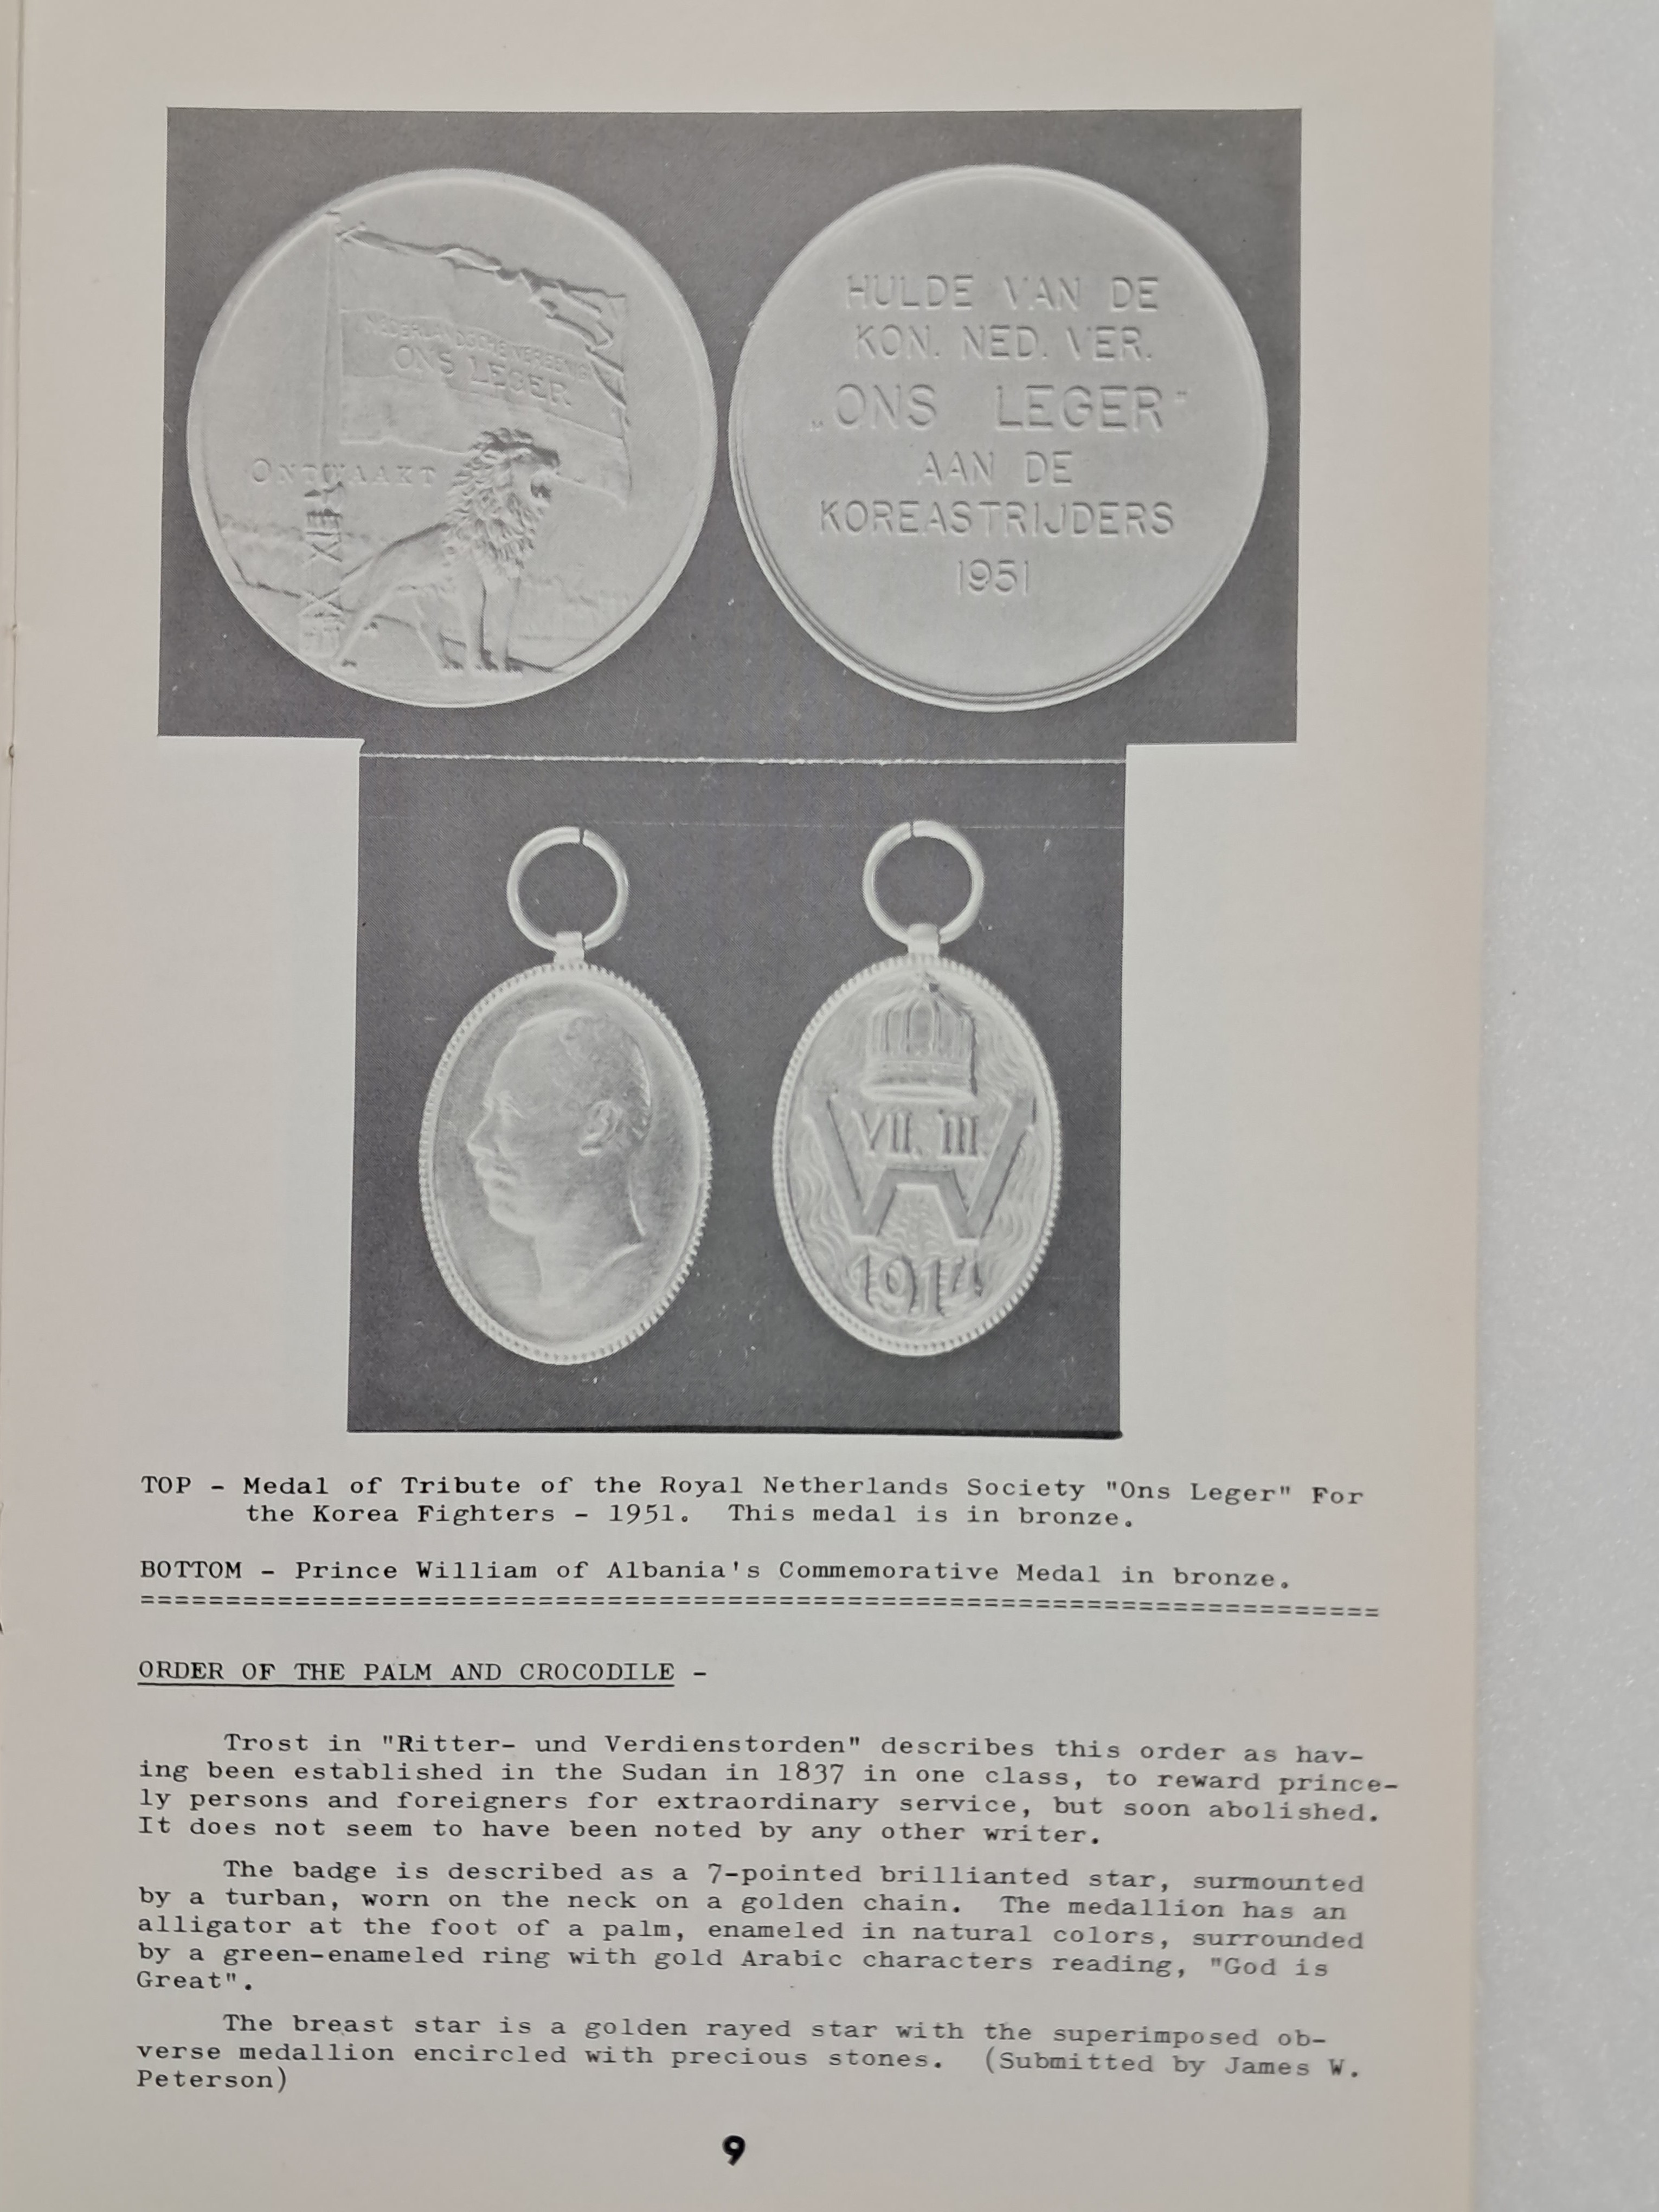 NEDERLANDSCHE VEREENIGING
ONS LEGER
ONTWAAKT
HULDE VAN DE
KON. NED. VER.
„ONS LEGER"
AAN DE
KOREASTRIJDERS
1951
VII. III.
W
1914
TOP - Medal of Tribute of the Royal Netherlands Society "Ons Leger" For
the Korea Fighters - 1951. This medal is in bronze.
BOTTOM - Prince William of Albania's Commemorative Medal in bronze.
=========================================================================
ORDER OF THE PALM AND CROCODILE -
Trost in "Ritter- und Verdienstorden" describes this order as hav-
ing been established in the Sudan in 1837 in one class, to reward prince-
ly persons and foreigners for extraordinary service, but soon abolished.
It does not seem to have been noted by any other writer.
The badge is described as a 7-pointed brillianted star, surmounted
by a turban, worn on the neck on a golden chain. The medallion has an
alligator at the foot of a palm, enameled in natural colors, surrounded
by a green-enameled ring with gold Arabic characters reading, "God is
Great".
The breast star is a golden rayed star with the superimposed ob-
verse medallion encircled with precious stones. (Submitted by James W.
Peterson)
9